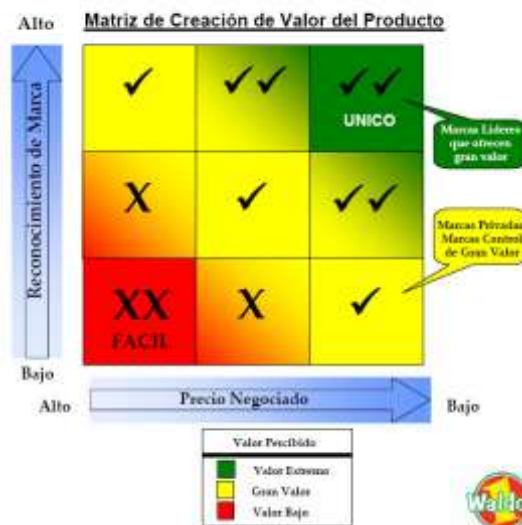 Matriz de Creación de Valor del Producto
Alto
Reconocimiento de Marca
UNICO
Marcas Lideres
que ofrecen
gran valor
X
Marcas Privadas
Marcas Control
de Gran Valor
XX
FACIL
X
Bajo
Alto
Precio Negociado
Bajo
Valor Percibido
Valor Extremo
Gran Valor
Valor Bajo
Waldo